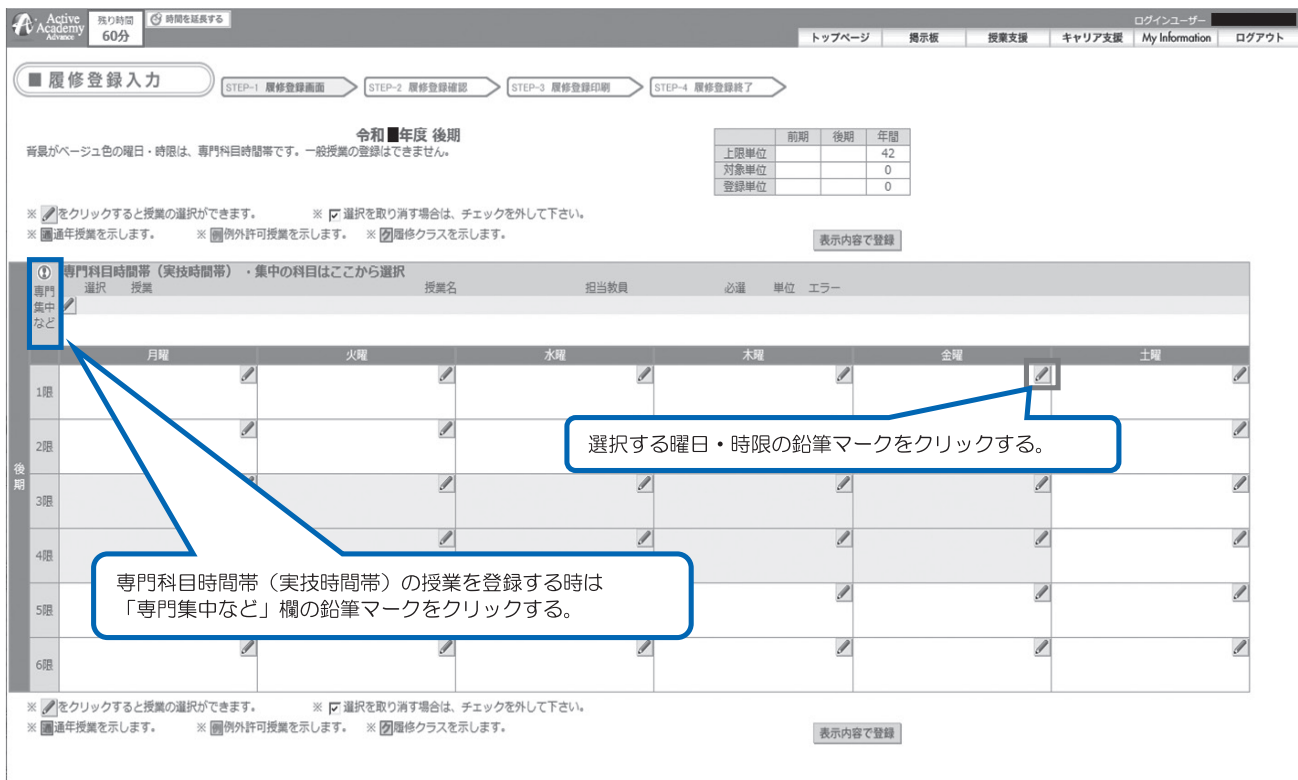 Active
Academy
Advance
残り時間
60分
時間を延長する
ログインユーザー
トップページ 掲示板 授業支援 キャリア支援 My Information ログアウト
■ 履修登録入力
STEP-1 履修登録画面 STEP-2 履修登録確認 STEP-3 履修登録印刷 STEP-4 履修登録終了
令和 年度 後期
背景がベージュ色の曜日・時限は、専門科目時間帯です。一般授業の登録はできません。
前期 後期 年間
上限単位 42
対象単位 0
登録単位 0
※ をクリックすると授業の選択ができます。 ※ 選択を取り消す場合は、チェックを外して下さい。
※ 通 通年授業を示します。 ※ 例 例外許可授業を示します。 ※ ク 履修クラスを示します。
表示内容で登録
専門科目時間帯（実技時間帯）・集中の科目はここから選択
専門
集中
など
選択 授業 授業名 担当教員 必選 単位 エラー
月曜 火曜 水曜 木曜 金曜 土曜
後期
1限
選択する曜日・時限の鉛筆マークをクリックする。
2限
3限
4限
専門科目時間帯（実技時間帯）の授業を登録する時は
「専門集中など」欄の鉛筆マークをクリックする。
5限
6限
※ をクリックすると授業の選択ができます。 ※ 選択を取り消す場合は、チェックを外して下さい。
※ 通 通年授業を示します。 ※ 例 例外許可授業を示します。 ※ ク 履修クラスを示します。
表示内容で登録